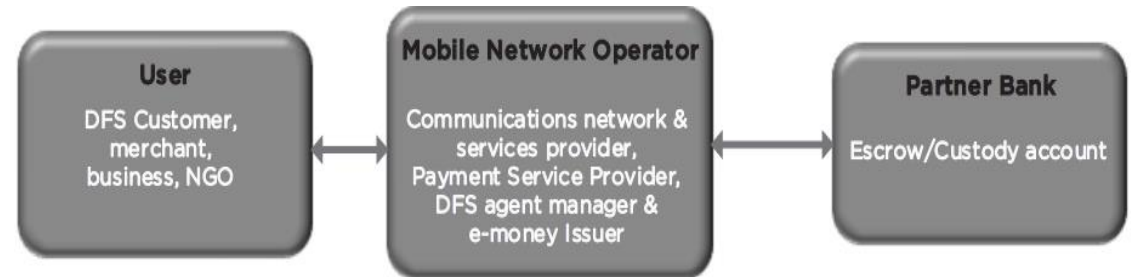 User
DFS Customer,
merchant,
business, NGO
Mobile Network Operator
Communications network &
services provider,
Payment Service Provider,
DFS agent manager &
e-money Issuer
Partner Bank
Escrow/Custody account